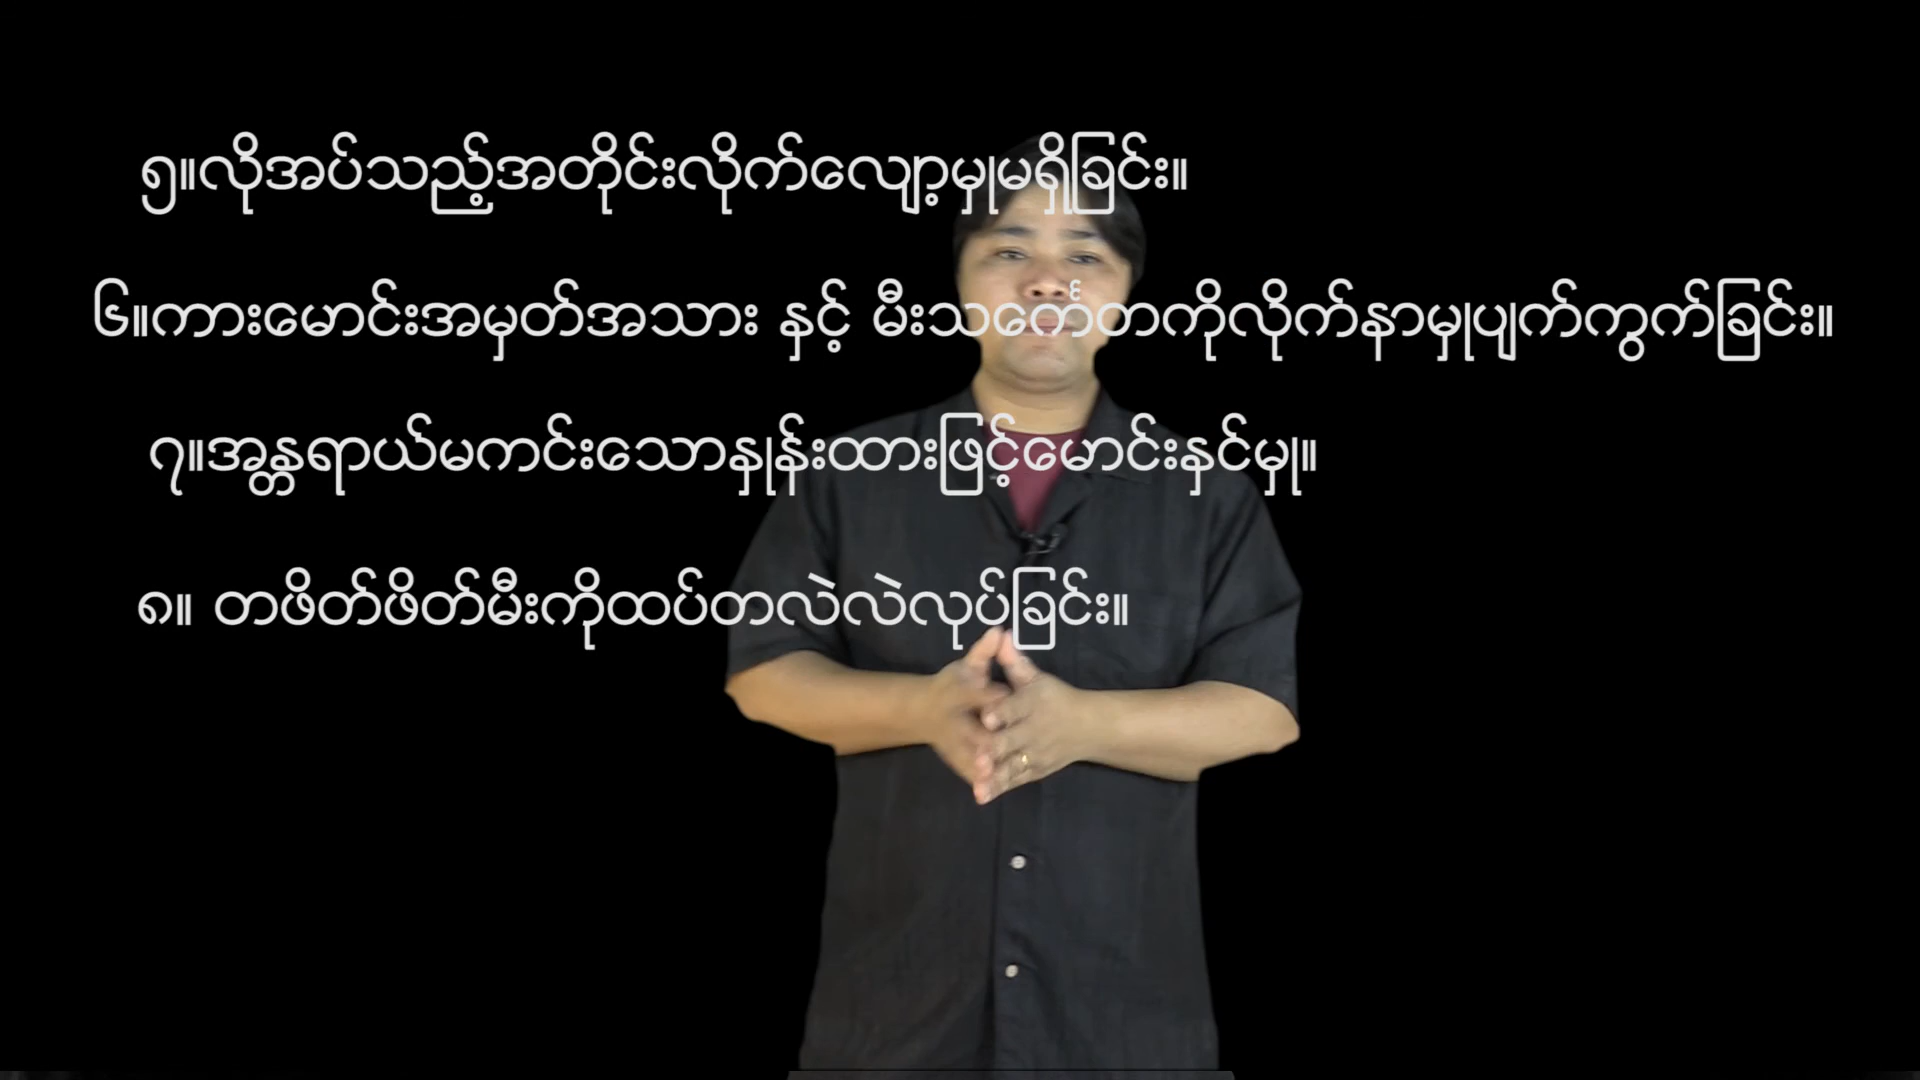 ၅။လိုအပ်သည့်အတိုင်းလိုက်လျော့မှုမရှိခြင်း။
၆။ကားမောင်းအမှတ်အသား နှင့် မီးသင်္ကေတကိုလိုက်နာမှုပျက်ကွက်ခြင်း။
၇။အန္တရာယ်မကင်းသောနှုန်းထားဖြင့်မောင်းနှင်မှု။
၈။ တဖိတ်ဖိတ်မီးကိုထပ်တလဲလဲလုပ်ခြင်း။